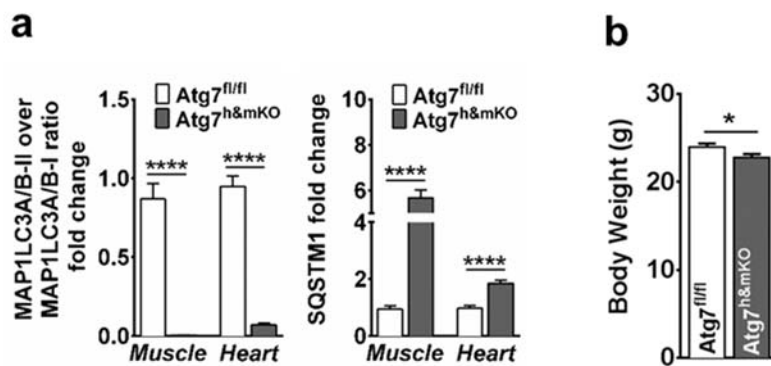 a
MAP1LC3A/B-II over
MAP1LC3A/B-I ratio
fold change
1.5
1.0
0.5
0.0
Atg7fl/fl
Atg7h&mKO
****
****
Muscle
Heart
SQSTM1 fold change
10
8
6
4
2
0
Atg7fl/fl
Atg7h&mKO
****
****
Muscle
Heart
b
Body Weight (g)
30
20
10
0
*
Atg7fl/fl
Atg7h&mKO